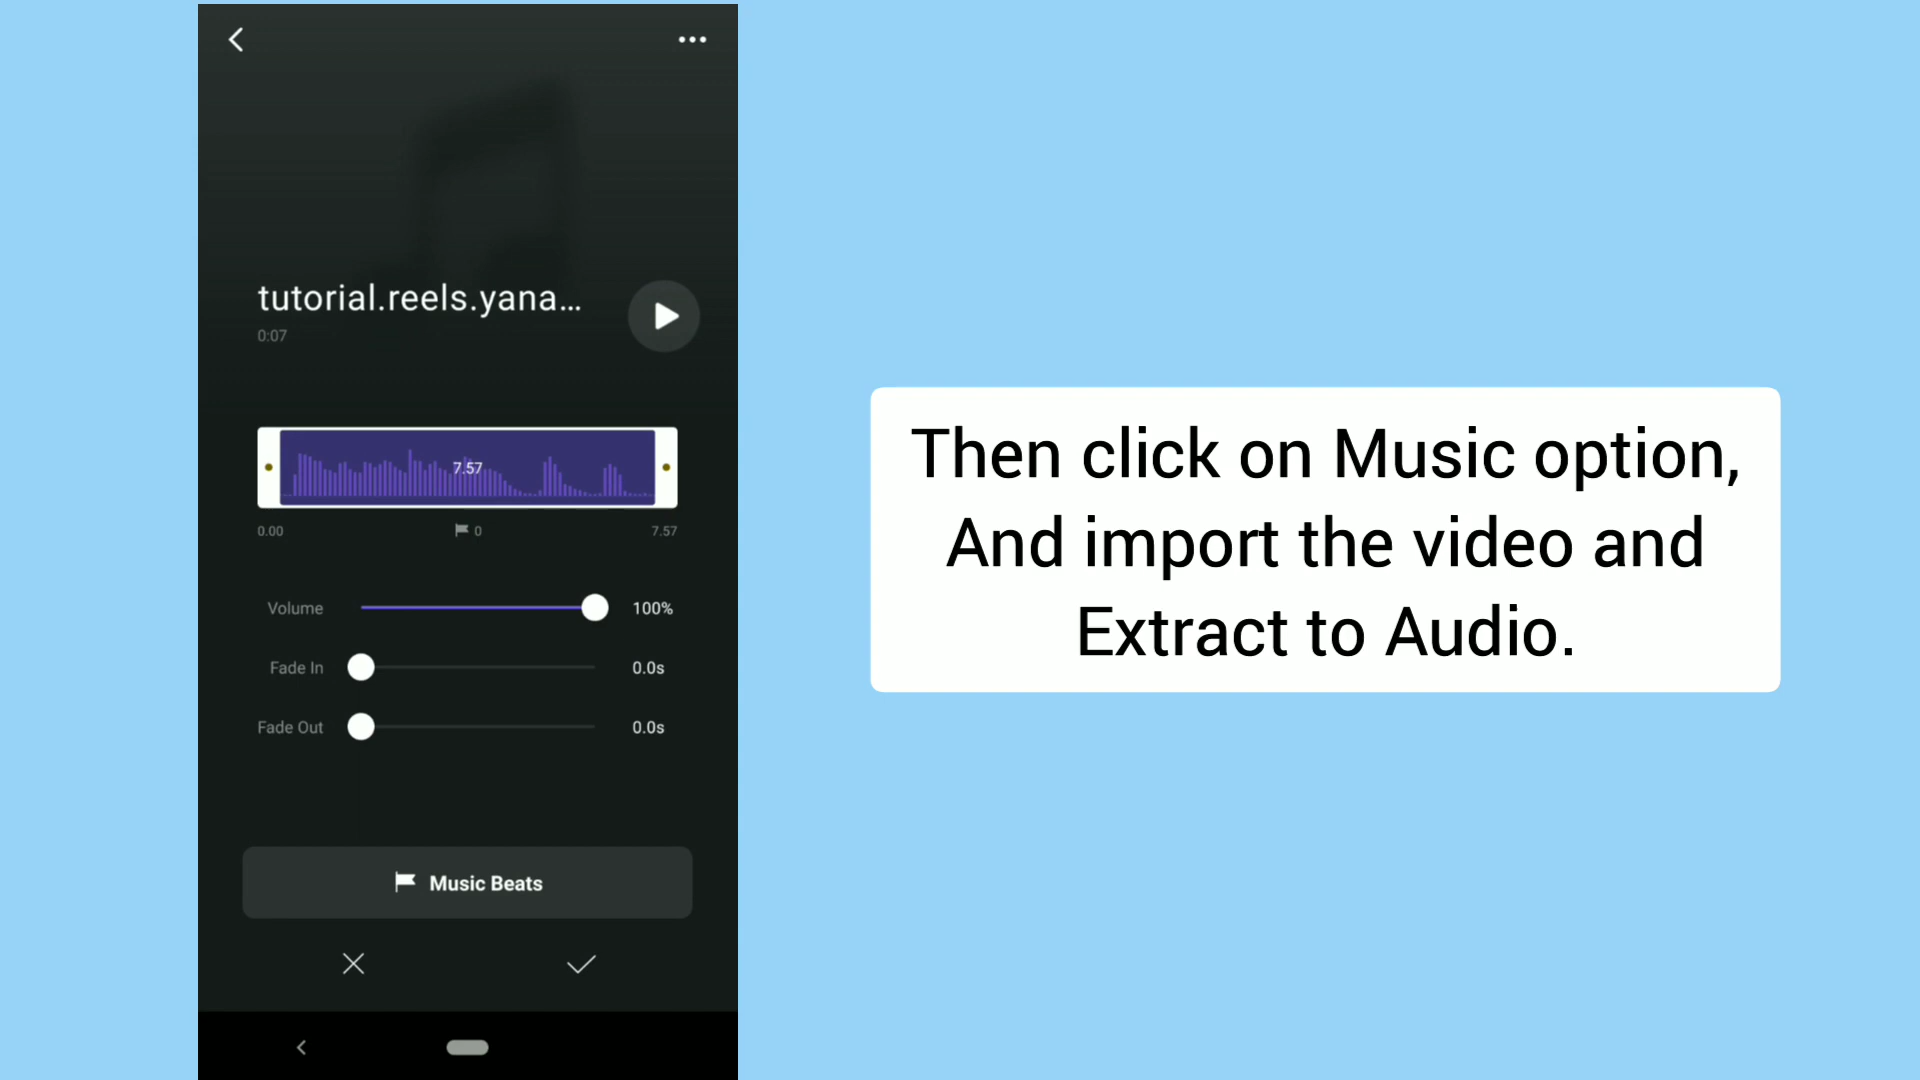 tutorial.reels.yana...
0:07
7.57
0.00
0
7.57
Volume
100%
Fade In
0.0s
Fade Out
0.0s
Music Beats
Then click on Music option,
And import the video and
Extract to Audio.